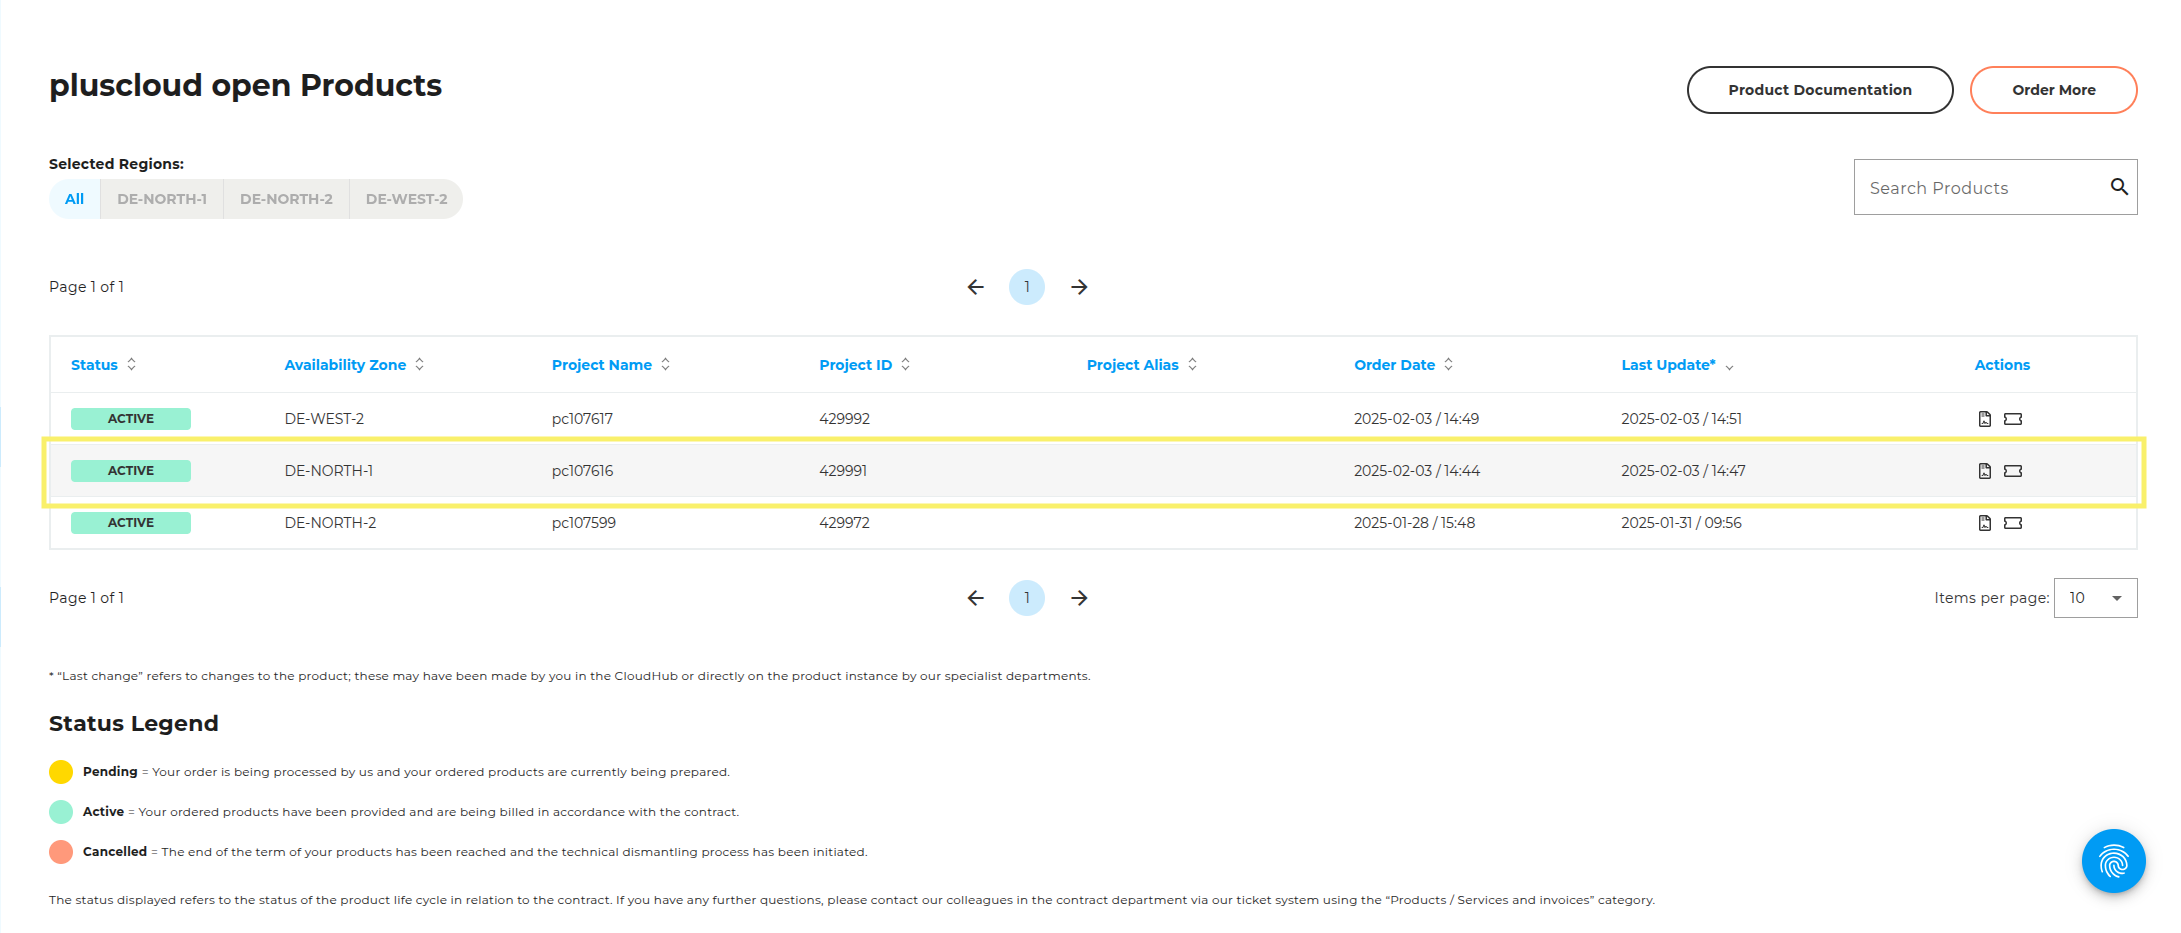 pluscloud open Products
Product Documentation
Order More
Selected Regions:
All DE-NORTH-1 DE-NORTH-2 DE-WEST-2
Search Products
Page 1 of 1
1
Status Availability Zone Project Name Project ID Project Alias Order Date Last Update* Actions
ACTIVE DE-WEST-2 pc107617 429992 2025-02-03 / 14:49 2025-02-03 / 14:51
ACTIVE DE-NORTH-1 pc107616 429991 2025-02-03 / 14:44 2025-02-03 / 14:47
ACTIVE DE-NORTH-2 pc107599 429972 2025-01-28 / 15:48 2025-01-31 / 09:56
Page 1 of 1
1
Items per page: 10
* “Last change” refers to changes to the product; these may have been made by you in the CloudHub or directly on the product instance by our specialist departments.
Status Legend
Pending = Your order is being processed by us and your ordered products are currently being prepared.
Active = Your ordered products have been provided and are being billed in accordance with the contract.
Cancelled = The end of the term of your products has been reached and the technical dismantling process has been initiated.
The status displayed refers to the status of the product life cycle in relation to the contract. If you have any further questions, please contact our colleagues in the contract department via our ticket system using the “Products / Services and invoices” category.